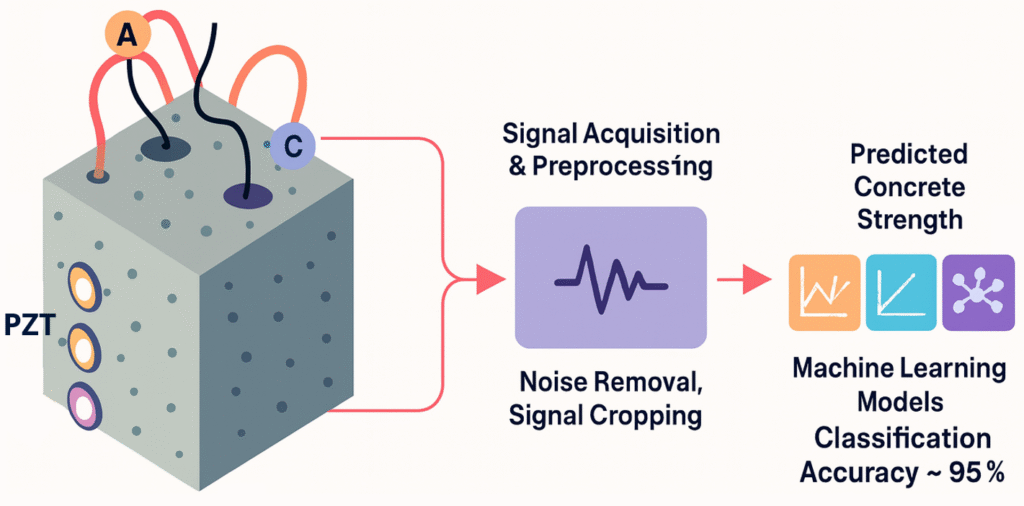 A
C
PZT
Signal Acquisition
& Preprocessing
Noise Removal,
Signal Cropping
Predicted
Concrete
Strength
Machine Learning
Models
Classification
Accuracy ~ 95%